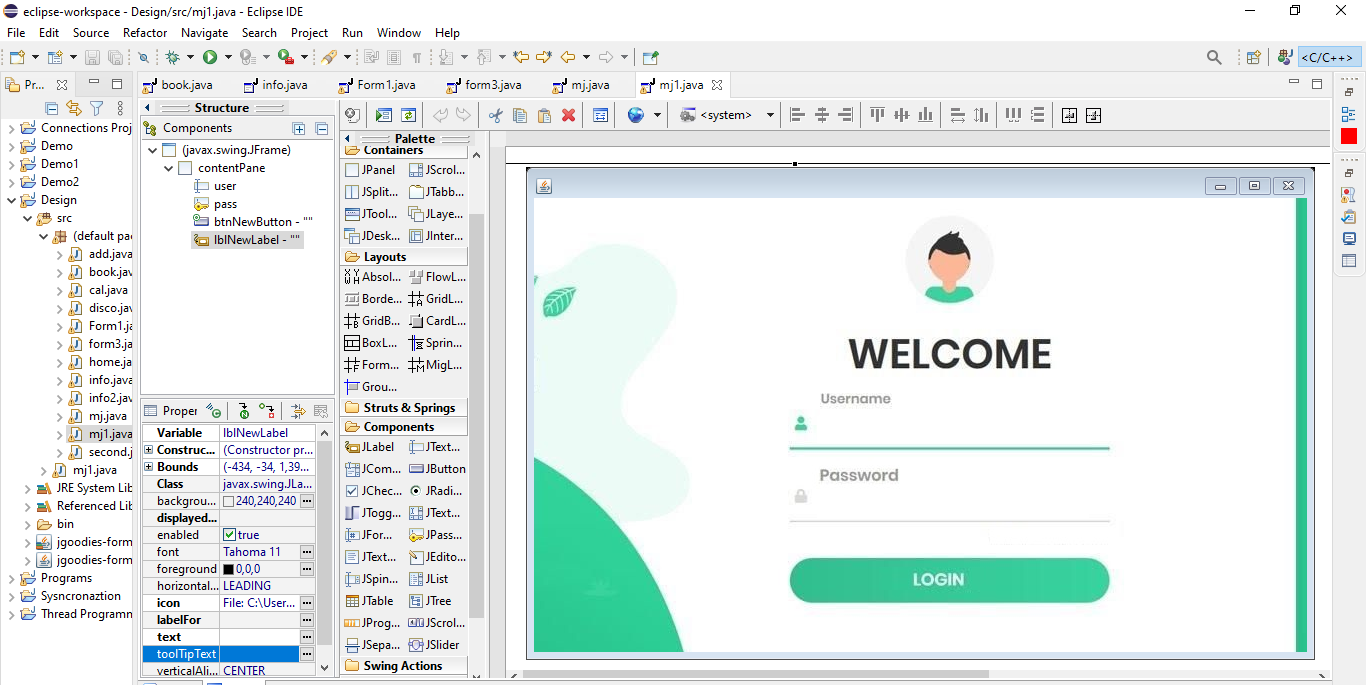 eclipse-workspace - Design/src/mj1.java - Eclipse IDE
File Edit Source Refactor Navigate Search Project Run Window Help
<C/C++>
Pr...
book.java info.java Form1.java form3.java mj.java mj1.java
Connections Proj
Demo
Demo1
Demo2
Design
src
(default pac
add.java
book.jav
cal.java
disco.jav
Form1.ja
form3.ja
home.ja
info.java
info2.jav
mj.java
mj1.java
second.j
mj1.java
JRE System Lib
Referenced Lib
bin
jgoodies-form
jgoodies-form
Programs
Syncronaztion
Thread Programm
Structure
Components
(javax.swingJFrame)
contentPane
user
pass
btnNewButton - ""
lblNewLabel - ""
Proper
Variable lblNewLabel
Construc... (Constructor pr...
Bounds (-434, -34, 1,39...
Class javax.swing.JLa...
backgrou... 240,240,240 ...
displayed...
enabled true
font Tahoma 11 ...
foreground 0,0,0 ...
horizontal... LEADING
icon File: C:\User... ...
labelFor ...
text ...
toolTipText ...
verticalAli... CENTER
Palette
Containers
JPanel JScrol...
JSplit... JTabb...
JTool... JLaye...
JDesk... JInter...
Layouts
Absol... FlowL...
Borde... GridL...
GridB... CardL...
BoxL... Sprin...
Form... MigL...
Grou...
Struts & Springs
Components
JLabel JText...
JCom... JButton
JChec... JRadi...
JTogg... JText...
JFor... JPass...
JText... JEdito...
JSpin... JList
JTable JTree
JProg... JScrol...
JSepa... JSlider
Swing Actions
<system>
WELCOME
Username
Password
LOGIN